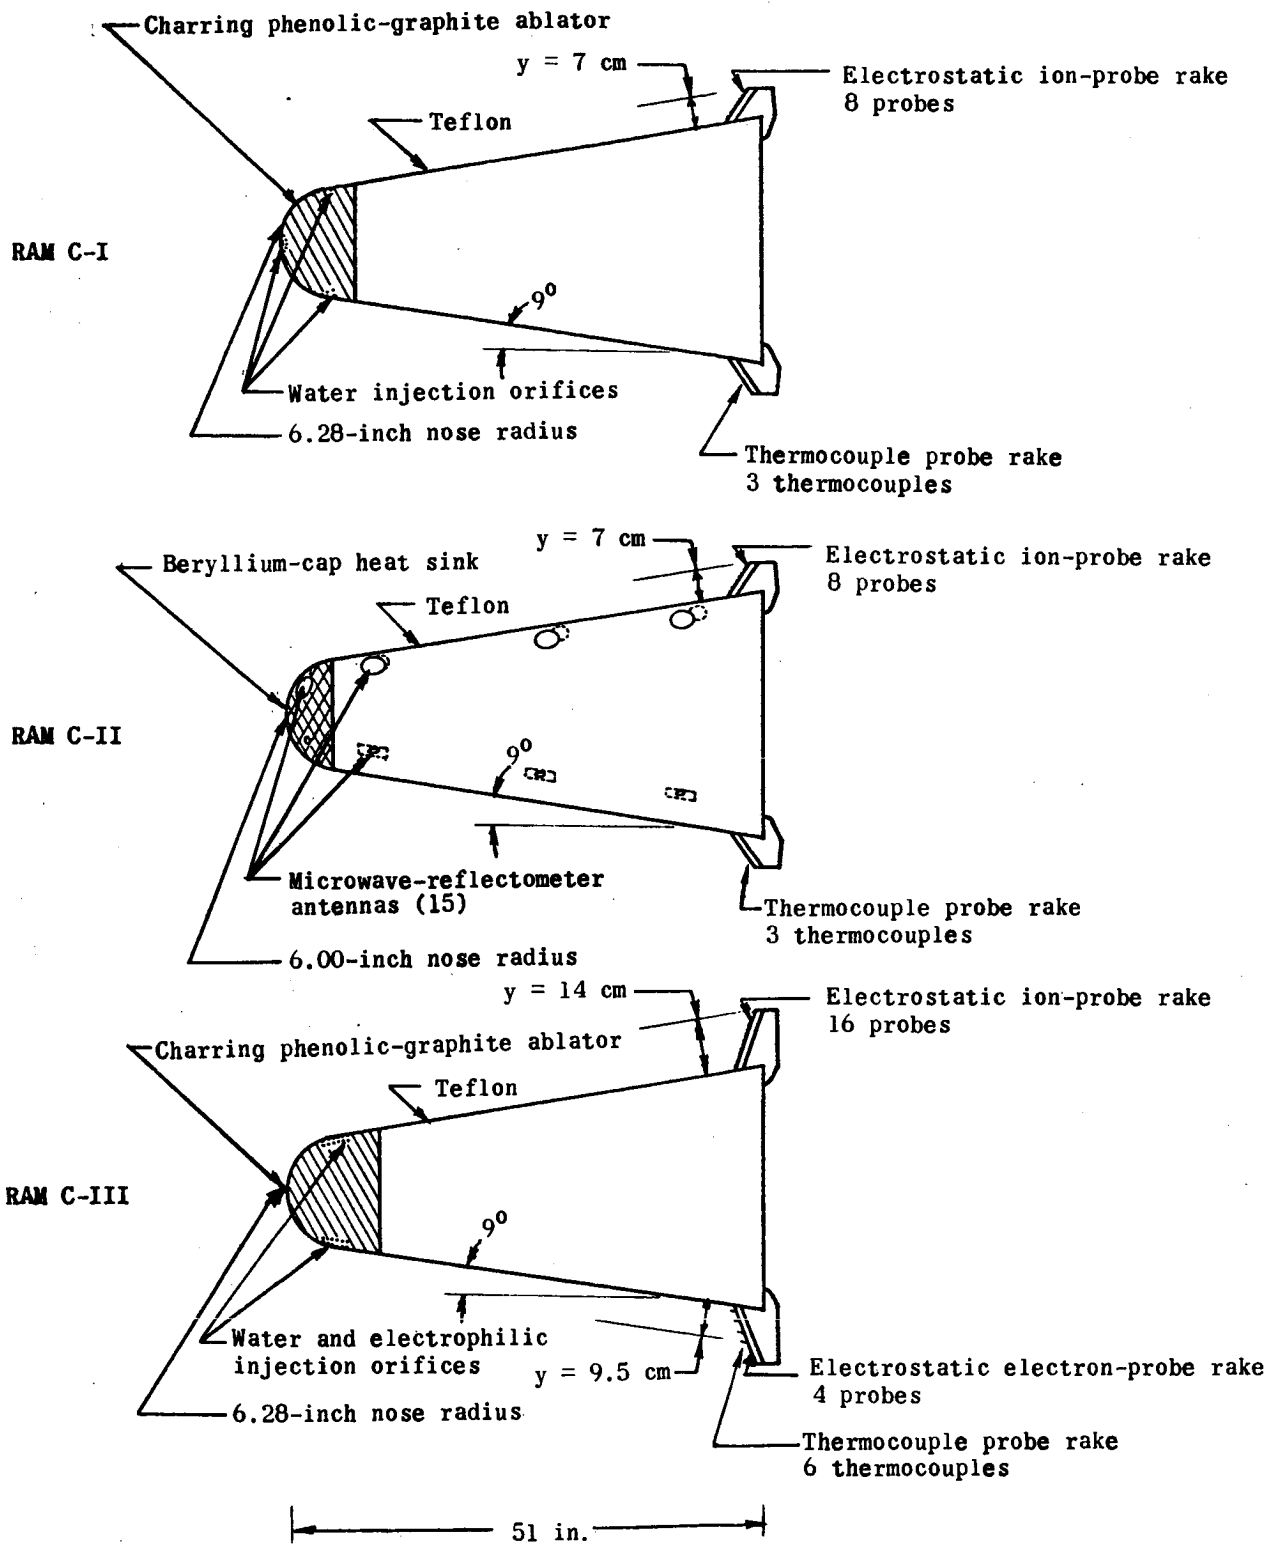 Charring phenolic-graphite ablator
y = 7 cm
Electrostatic ion-probe rake
8 probes
Teflon
RAM C-I
9⁰
Water injection orifices
6.28-inch nose radius
Thermocouple probe rake
3 thermocouples
y = 7 cm
Beryllium-cap heat sink
Electrostatic ion-probe rake
8 probes
Teflon
RAM C-II
9⁰
Microwave-reflectometer
antennas (15)
Thermocouple probe rake
3 thermocouples
6.00-inch nose radius
y = 14 cm
Electrostatic ion-probe rake
16 probes
Charring phenolic-graphite ablator
Teflon
RAM C-III
9⁰
Water and electrophilic
injection orifices
y = 9.5 cm
Electrostatic electron-probe rake
4 probes
6.28-inch nose radius
Thermocouple probe rake
6 thermocouples
51 in.